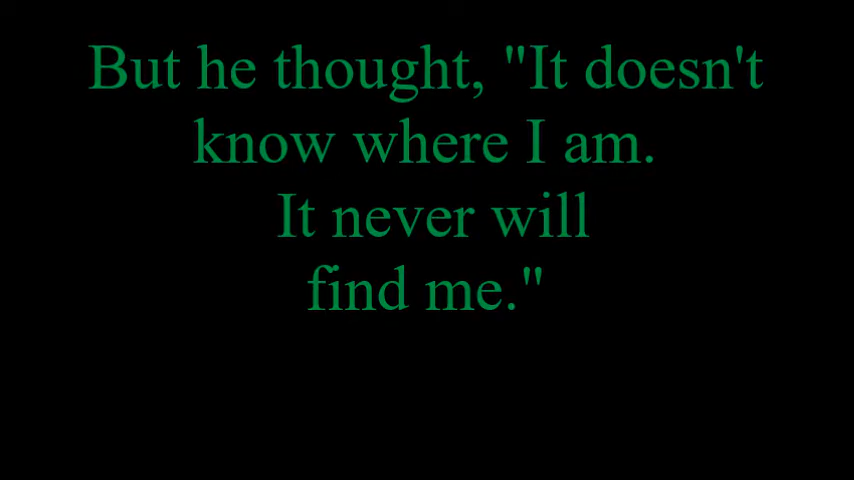 But he thought, "It doesn't
know where I am.
It never will
find me."